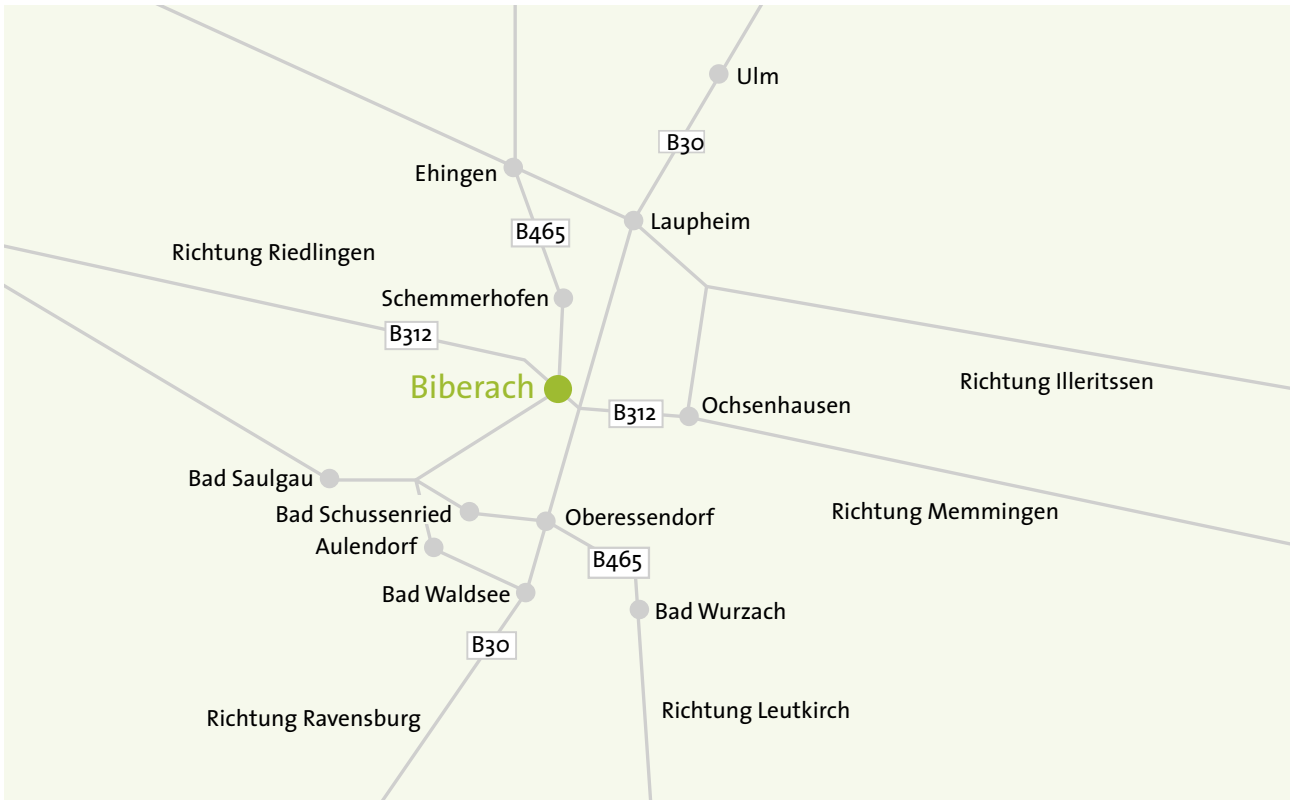 Ulm
B30
Ehingen
Laupheim
B465
Richtung Riedlingen
Schemmerhofen
B312
Richtung Illeritssen
Biberach
Ochsenhausen
B312
Bad Saulgau
Richtung Memmingen
Bad Schussenried
Oberessendorf
Aulendorf
B465
Bad Waldsee
Bad Wurzach
B30
Richtung Leutkirch
Richtung Ravensburg